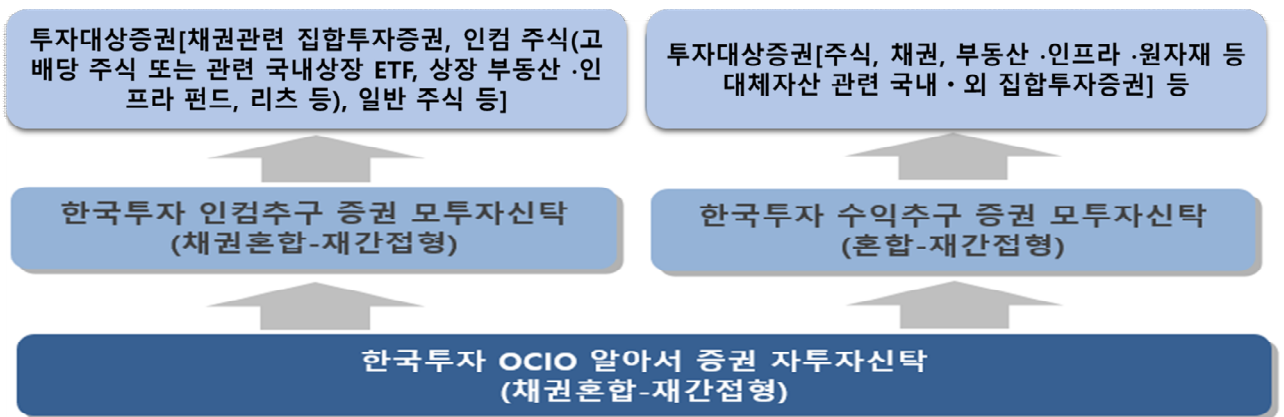 투자대상증권[채권관련 집합투자증권, 인컴 주식(고
배당 주식 또는 관련 국내상장 ETF, 상장 부동산 ·인
프라 펀드, 리츠 등), 일반 주식 등]
투자대상증권[주식, 채권, 부동산 ·인프라 ·원자재 등
대체자산 관련 국내·외 집합투자증권] 등
한국투자 인컴추구 증권 모투자신탁
(채권혼합-재간접형)
한국투자 수익추구 증권 모투자신탁
(혼합-재간접형)
한국투자 OCIO 알아서 증권 자투자신탁
(채권혼합-재간접형)